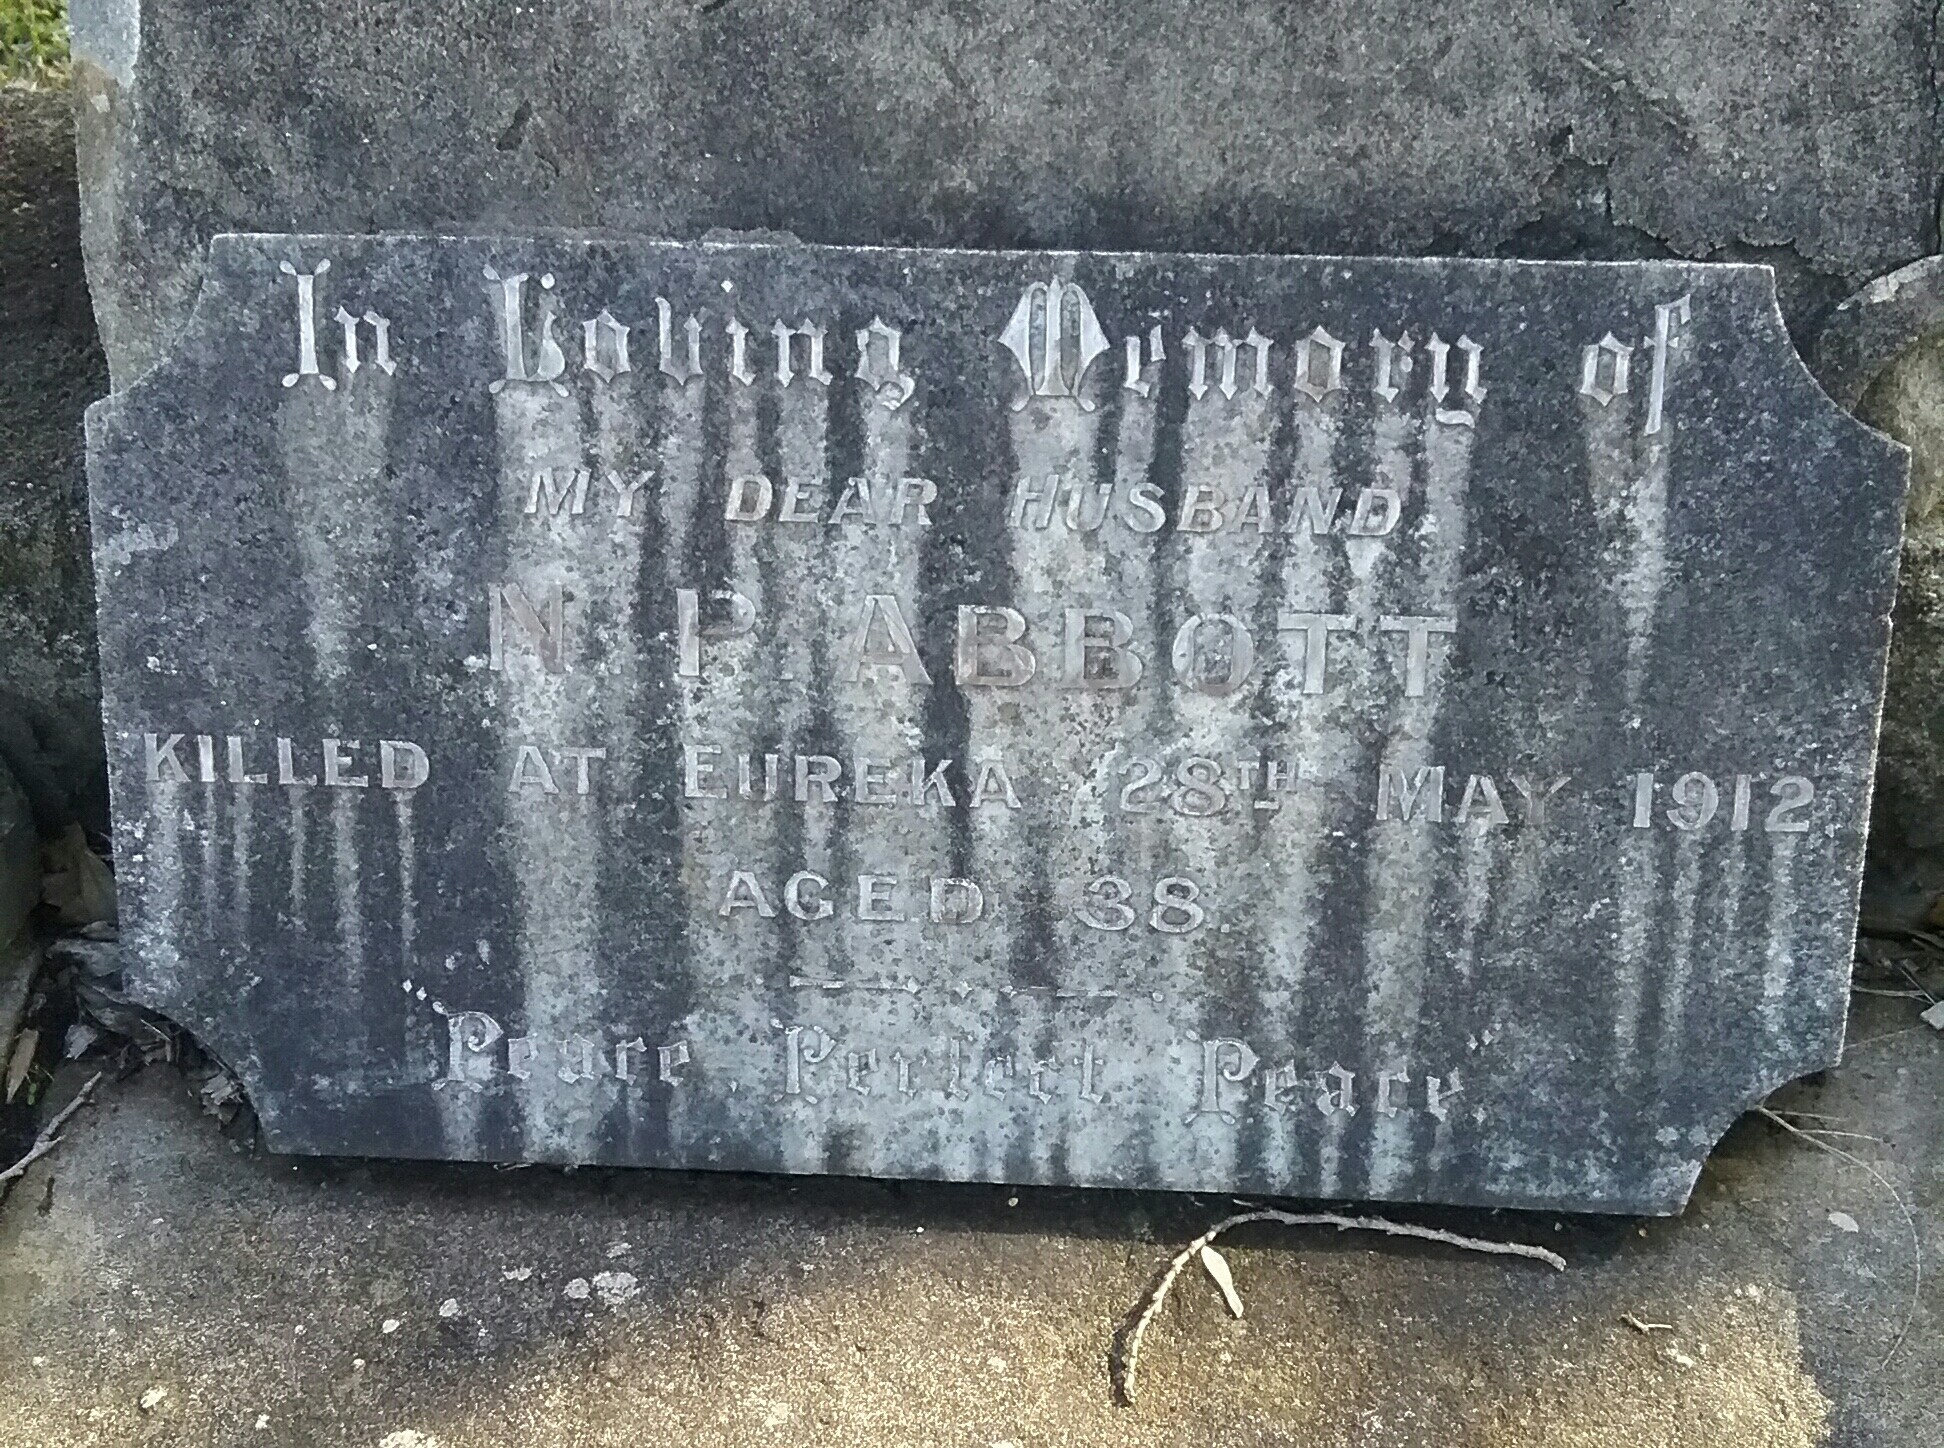 In Loving Memory of
MY DEAR HUSBAND
N. P. ABBOTT
KILLED AT EUREKA, 28TH MAY 1912.
AGED 38.
"Peace, Perfect Peace."